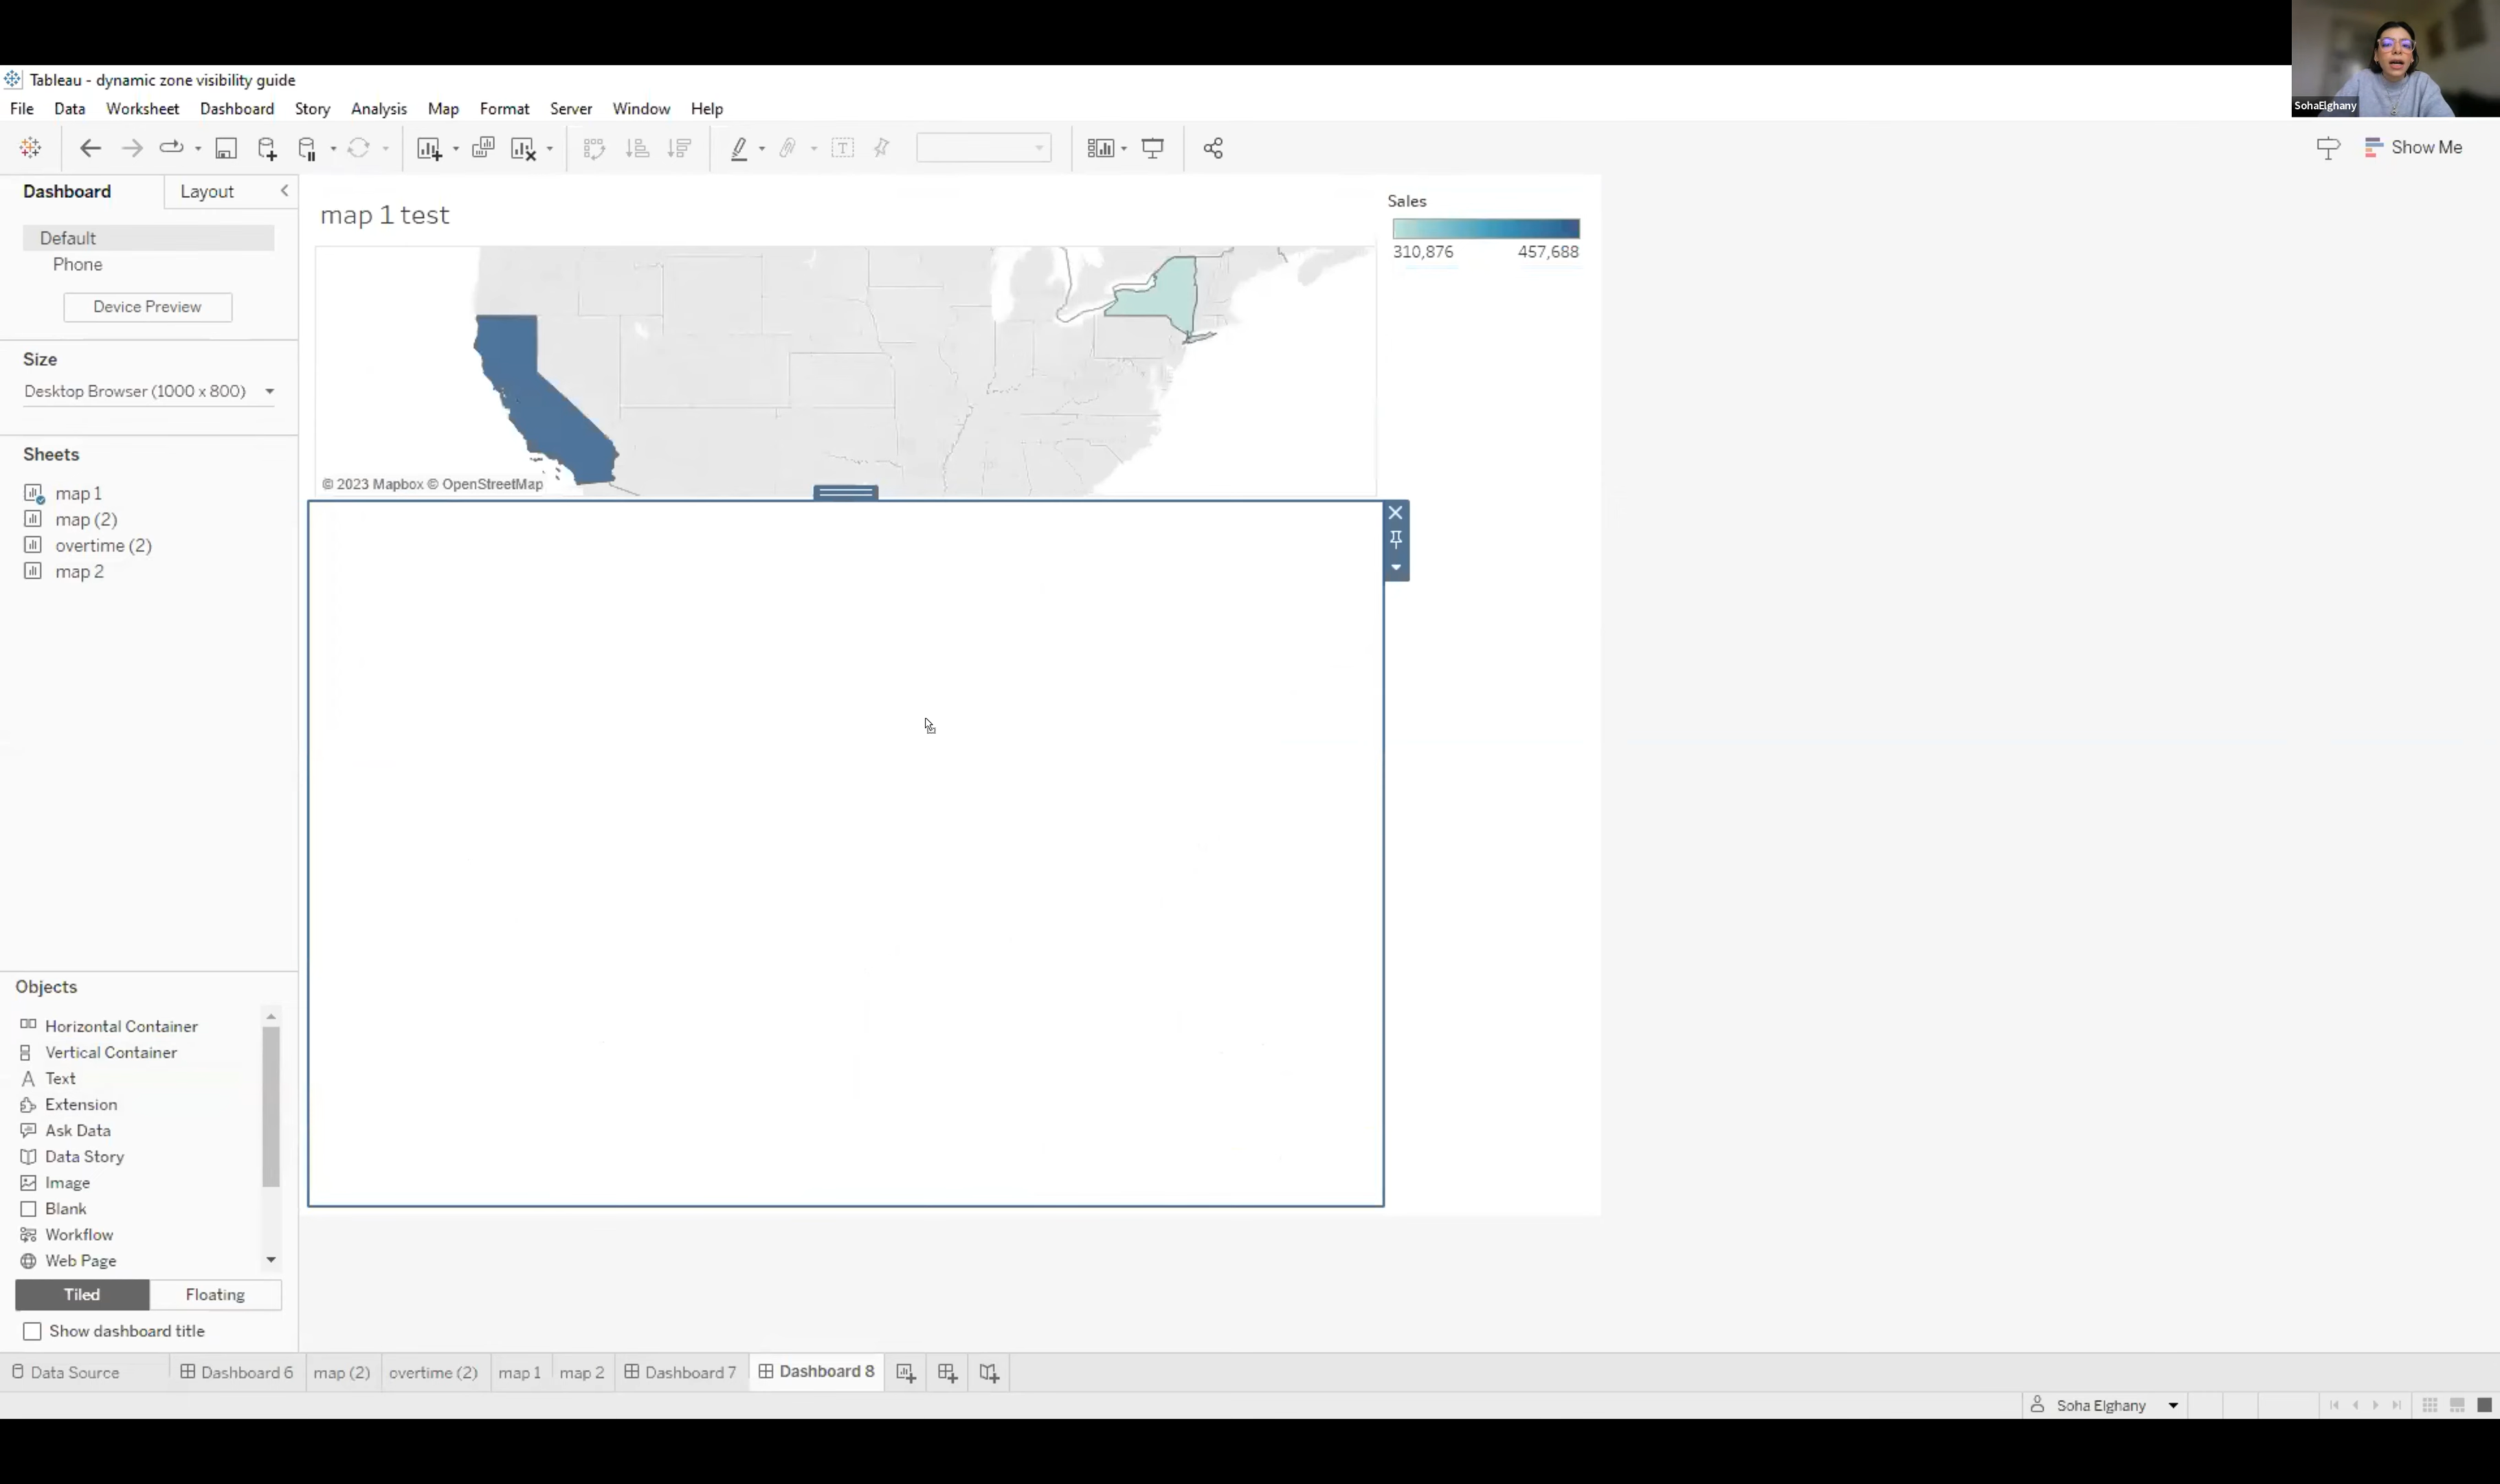 SohaElghany
Tableau - dynamic zone visibility guide
File Data Worksheet Dashboard Story Analysis Map Format Server Window Help
Show Me
Dashboard Layout
Default
Phone
Device Preview
Size
Desktop Browser (1000 x 800)
Sheets
map 1
map (2)
overtime (2)
map 2
map 1 test
Sales
310,876 457,688
© 2023 Mapbox © OpenStreetMap
Objects
Horizontal Container
Vertical Container
Text
Extension
Ask Data
Data Story
Image
Blank
Workflow
Web Page
Tiled Floating
Show dashboard title
Data Source Dashboard 6 map (2) overtime (2) map 1 map 2 Dashboard 7 Dashboard 8
Soha Elghany